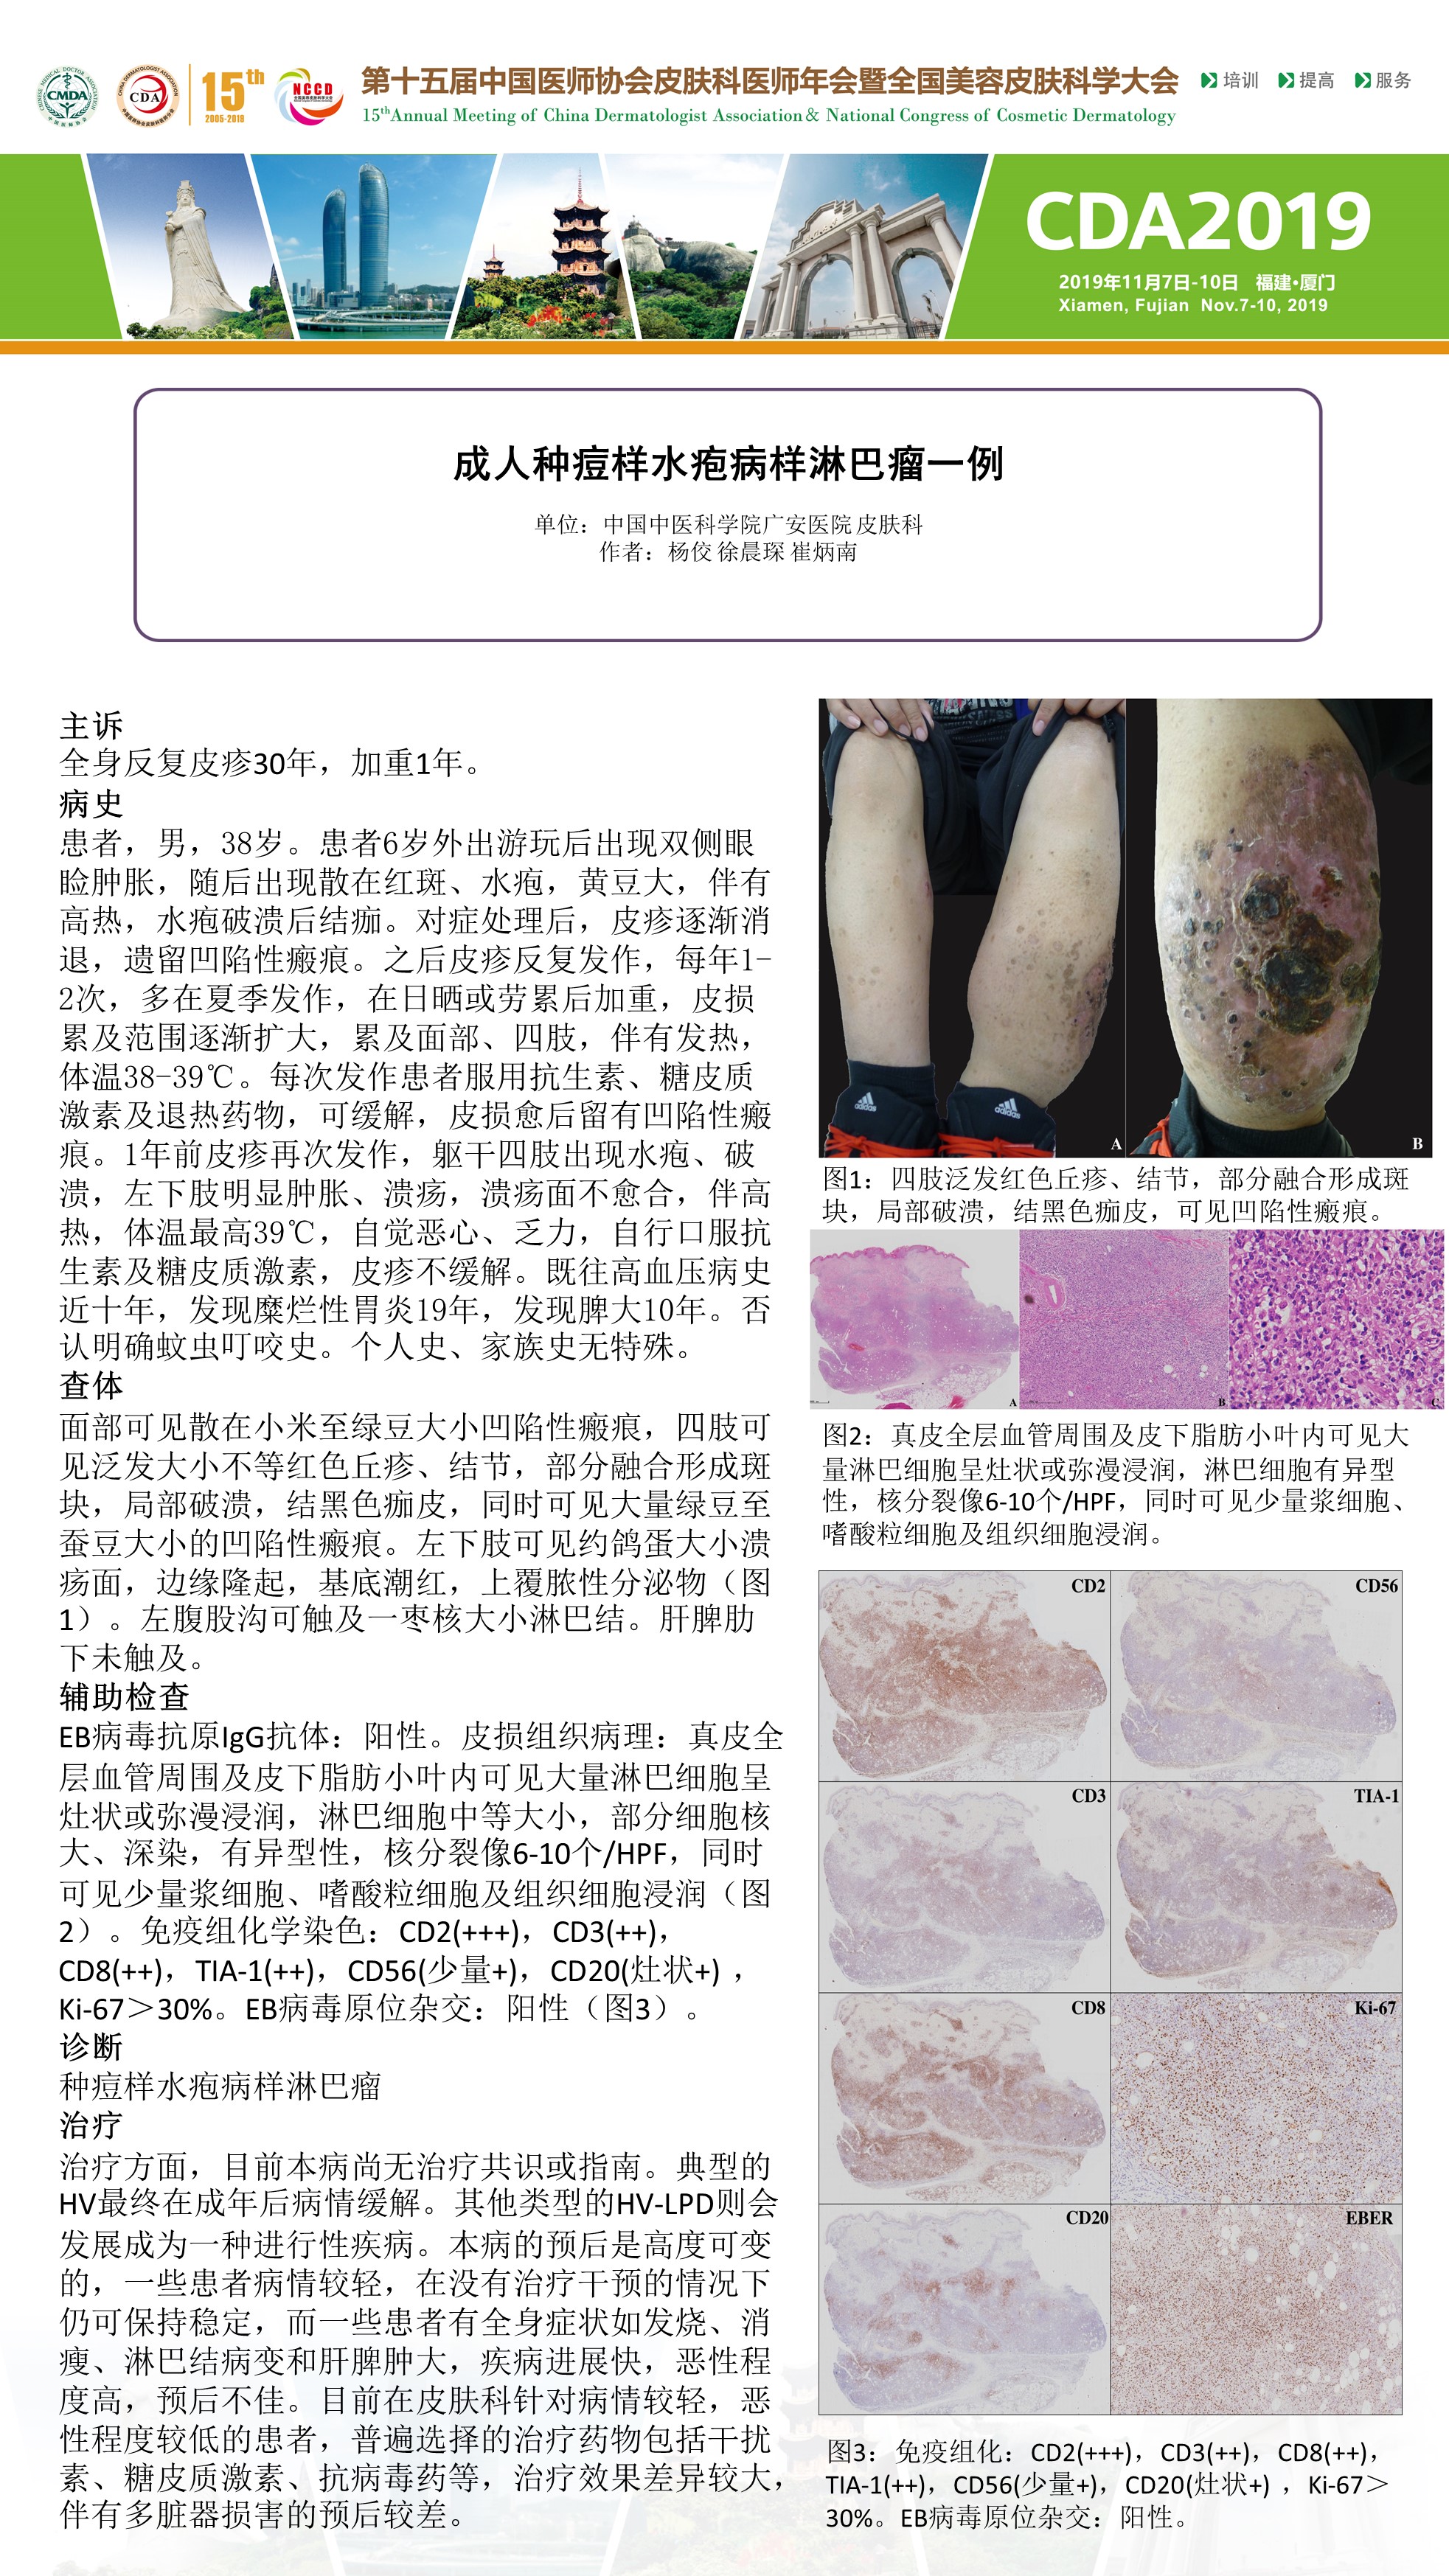 CMDA
CDA
15th
2005-2019
NCCD
第十五届中国医师协会皮肤科医师年会暨全国美容皮肤科学大会
15thAnnual Meeting of China Dermatologist Association & National Congress of Cosmetic Dermatology
培训 提高 服务
CDA2019
2019年11月7日-10日 福建•厦门
Xiamen, Fujian Nov.7-10, 2019
成人种痘样水疱病样淋巴瘤一例
单位：中国中医科学院广安医院 皮肤科
作者：杨佼 徐晨琛 崔炳南
主诉
全身反复皮疹30年，加重1年。
病史
患者，男，38岁。患者6岁外出游玩后出现双侧眼
睑肿胀，随后出现散在红斑、水疱，黄豆大，伴有
高热，水疱破溃后结痂。对症处理后，皮疹逐渐消
退，遗留凹陷性瘢痕。之后皮疹反复发作，每年1-
2次，多在夏季发作，在日晒或劳累后加重，皮损
累及范围逐渐扩大，累及面部、四肢，伴有发热，
体温38-39℃。每次发作患者服用抗生素、糖皮质
激素及退热药物，可缓解，皮损愈后留有凹陷性瘢
痕。1年前皮疹再次发作，躯干四肢出现水疱、破
溃，左下肢明显肿胀、溃疡，溃疡面不愈合，伴高
热，体温最高39℃，自觉恶心、乏力，自行口服抗
生素及糖皮质激素，皮疹不缓解。既往高血压病史
近十年，发现糜烂性胃炎19年，发现脾大10年。否
认明确蚊虫叮咬史。个人史、家族史无特殊。
查体
面部可见散在小米至绿豆大小凹陷性瘢痕，四肢可
见泛发大小不等红色丘疹、结节，部分融合形成斑
块，局部破溃，结黑色痂皮，同时可见大量绿豆至
蚕豆大小的凹陷性瘢痕。左下肢可见约鸽蛋大小溃
疡面，边缘隆起，基底潮红，上覆脓性分泌物（图
1）。左腹股沟可触及一枣核大小淋巴结。肝脾肋
下未触及。
辅助检查
EB病毒抗原IgG抗体：阳性。皮损组织病理：真皮全
层血管周围及皮下脂肪小叶内可见大量淋巴细胞呈
灶状或弥漫浸润，淋巴细胞中等大小，部分细胞核
大、深染，有异型性，核分裂像6-10个/HPF，同时
可见少量浆细胞、嗜酸粒细胞及组织细胞浸润（图
2）。免疫组化学染色：CD2(+++)，CD3(++)，
CD8(++)，TIA-1(++)，CD56(少量+)，CD20(灶状+) ，
Ki-67＞30%。EB病毒原位杂交：阳性（图3）。
诊断
种痘样水疱病样淋巴瘤
治疗
治疗方面，目前本病尚无治疗共识或指南。典型的
HV最终在成年后病情缓解。其他类型的HV-LPD则会
发展成为一种进行性疾病。本病的预后是高度可变
的，一些患者病情较轻，在没有治疗干预的情况下
仍可保持稳定，而一些患者有全身症状如发烧、消
瘦、淋巴结病变和肝脾肿大，疾病进展快，恶性程
度高，预后不佳。目前在皮肤科针对病情较轻，恶
性程度较低的患者，普遍选择的治疗药物包括干扰
素、糖皮质激素、抗病毒药等，治疗效果差异较大，
伴有多脏器损害的预后较差。
adidas
adidas
A
B
图1：四肢泛发红色丘疹、结节，部分融合形成斑
块，局部破溃，结黑色痂皮，可见凹陷性瘢痕。
A
B
C
图2：真皮全层血管周围及皮下脂肪小叶内可见大
量淋巴细胞呈灶状或弥漫浸润，淋巴细胞有异型
性，核分裂像6-10个/HPF，同时可见少量浆细胞、
嗜酸粒细胞及组织细胞浸润。
CD2
CD56
CD3
TIA-1
CD8
Ki-67
CD20
EBER
图3：免疫组化：CD2(+++)，CD3(++)，CD8(++)，
TIA-1(++)，CD56(少量+)，CD20(灶状+) ，Ki-67＞
30%。EB病毒原位杂交：阳性。